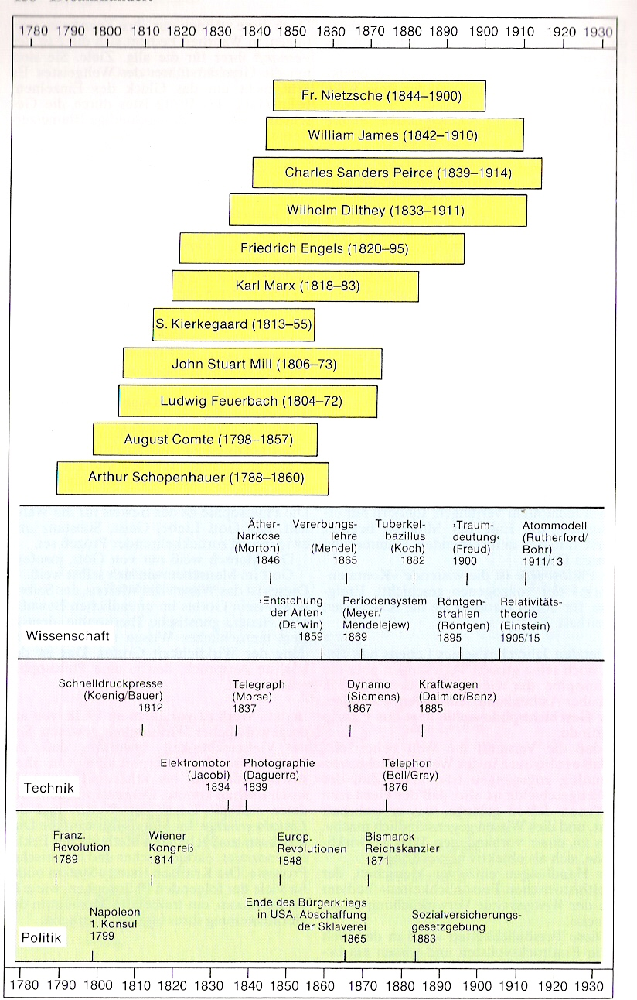 1780 1790 1800 1810 1820 1830 1840 1850 1860 1870 1880 1890 1900 1910 1920 1930
Fr. Nietzsche (1844–1900)
William James (1842–1910)
Charles Sanders Peirce (1839–1914)
Wilhelm Dilthey (1833–1911)
Friedrich Engels (1820–95)
Karl Marx (1818–83)
S. Kierkegaard (1813–55)
John Stuart Mill (1806–73)
Ludwig Feuerbach (1804–72)
August Comte (1798–1857)
Arthur Schopenhauer (1788–1860)
Äther-
Narkose
(Morton)
1846
Vererbungs-
lehre
(Mendel)
1865
Tuberkel-
bazillus
(Koch)
1882
›Traum-
deutung‹
(Freud)
1900
Atommodell
(Rutherford/
Bohr)
1911/13
›Entstehung
der Arten‹
(Darwin)
1859
Periodensystem
(Meyer/
Mendelejew)
1869
Röntgen-
strahlen
(Röntgen)
1895
Relativitäts-
theorie
(Einstein)
1905/15
Wissenschaft
Schnelldruckpresse
(Koenig/Bauer)
1812
Telegraph
(Morse)
1837
Dynamo
(Siemens)
1867
Kraftwagen
(Daimler/Benz)
1885
Elektromotor
(Jacobi)
1834
Photographie
(Daguerre)
1839
Telephon
(Bell/Gray)
1876
Technik
Franz.
Revolution
1789
Wiener
Kongreß
1814
Europ.
Revolutionen
1848
Bismarck
Reichskanzler
1871
Napoleon
1. Konsul
1799
Ende des Bürgerkriegs
in USA, Abschaffung
der Sklaverei
1865
Sozialversicherungs-
gesetzgebung
1883
Politik
1780 1790 1800 1810 1820 1830 1840 1850 1860 1870 1880 1890 1900 1910 1920 1930